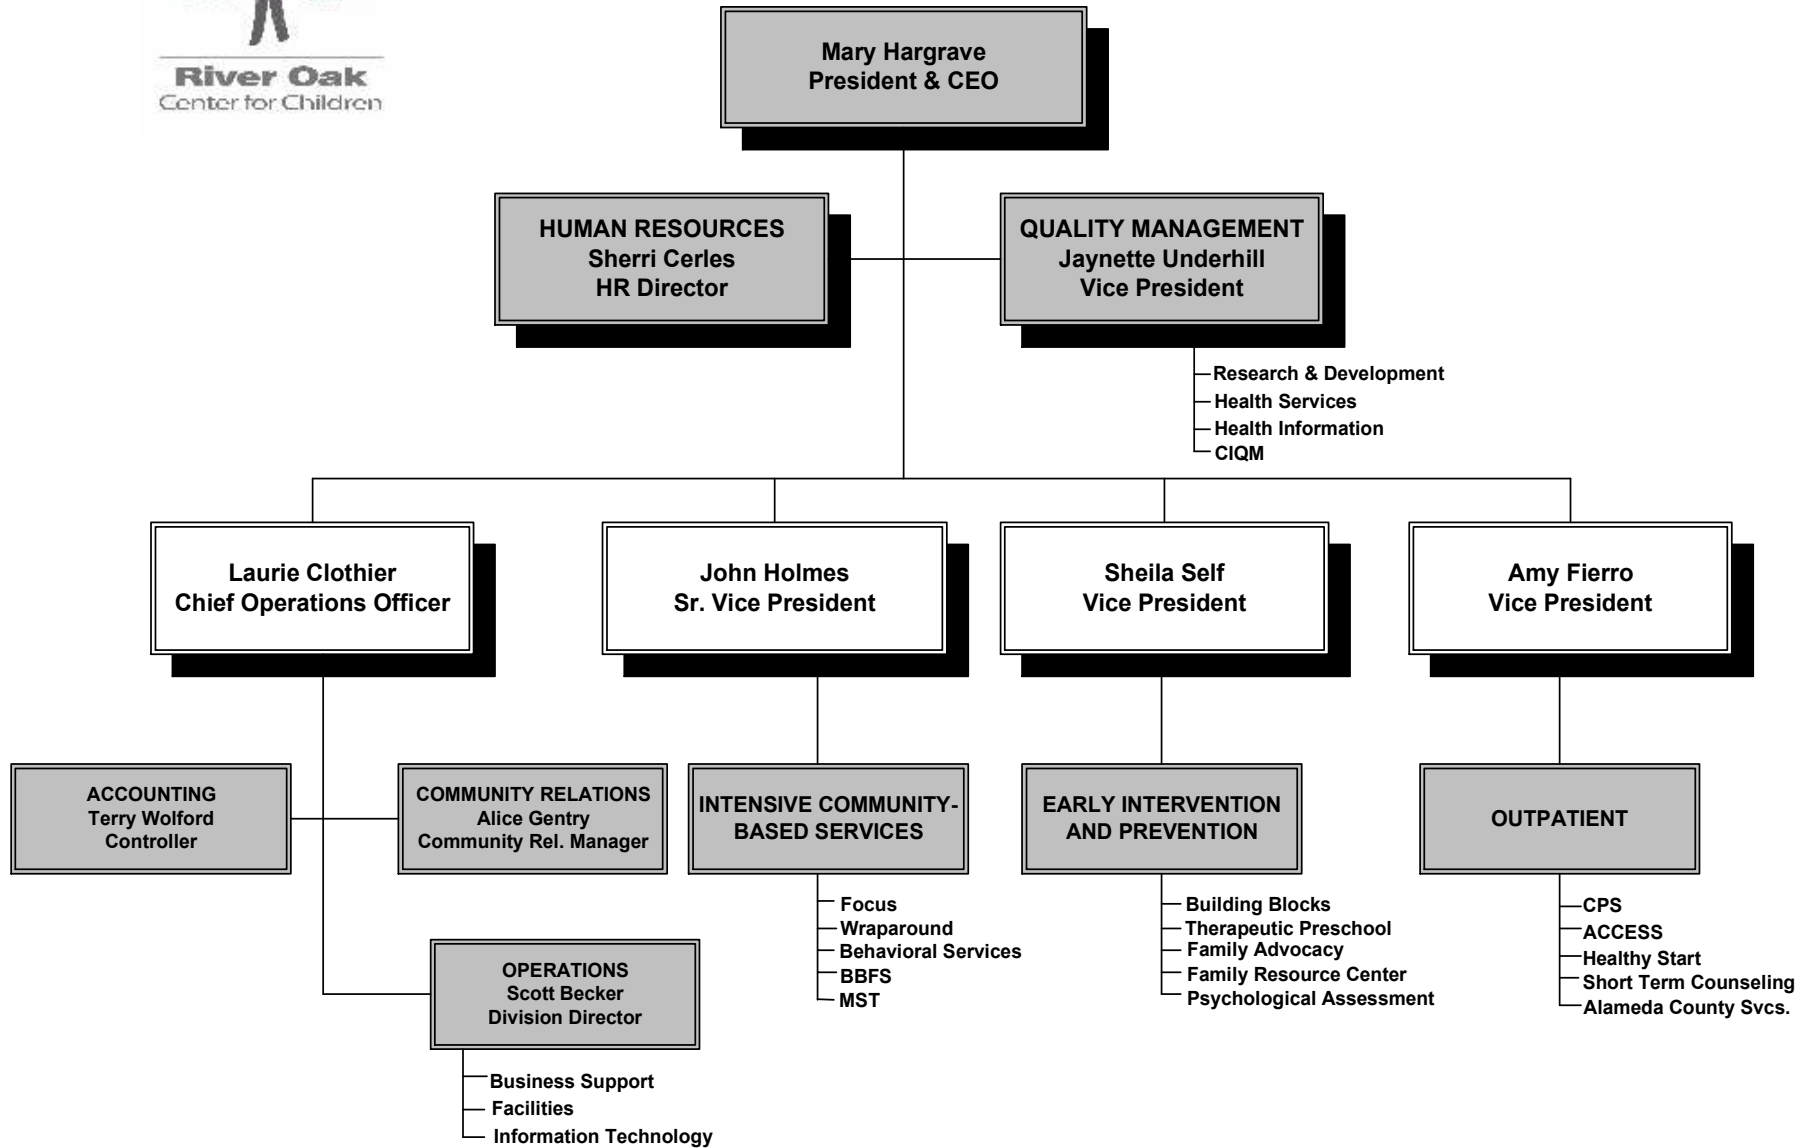 River Oak
Center for Children
Mary Hargrave
President & CEO
HUMAN RESOURCES
Sherri Cerles
HR Director
QUALITY MANAGEMENT
Jaynette Underhill
Vice President
Research & Development
Health Services
Health Information
CIQM
Laurie Clothier
Chief Operations Officer
John Holmes
Sr. Vice President
Sheila Self
Vice President
Amy Fierro
Vice President
ACCOUNTING
Terry Wolford
Controller
COMMUNITY RELATIONS
Alice Gentry
Community Rel. Manager
INTENSIVE COMMUNITY-
BASED SERVICES
EARLY INTERVENTION
AND PREVENTION
OUTPATIENT
Focus
Wraparound
Behavioral Services
BBFS
MST
Building Blocks
Therapeutic Preschool
Family Advocacy
Family Resource Center
Psychological Assessment
CPS
ACCESS
Healthy Start
Short Term Counseling
Alameda County Svcs.
OPERATIONS
Scott Becker
Division Director
Business Support
Facilities
Information Technology